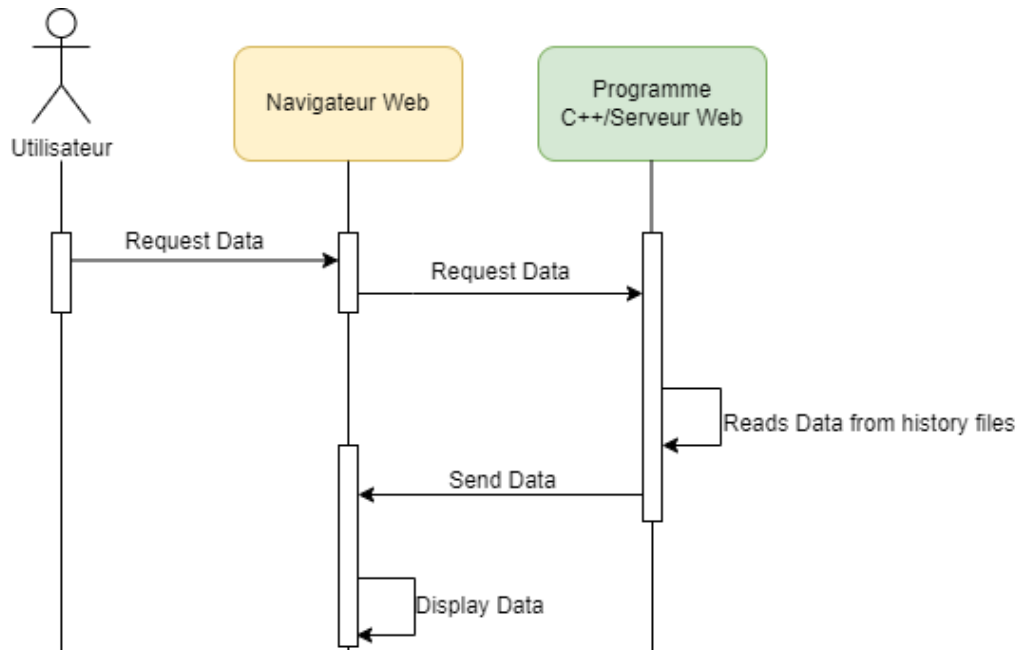 Utilisateur
Navigateur Web
Programme
C++/Serveur Web
Request Data
Request Data
Reads Data from history files
Send Data
Display Data